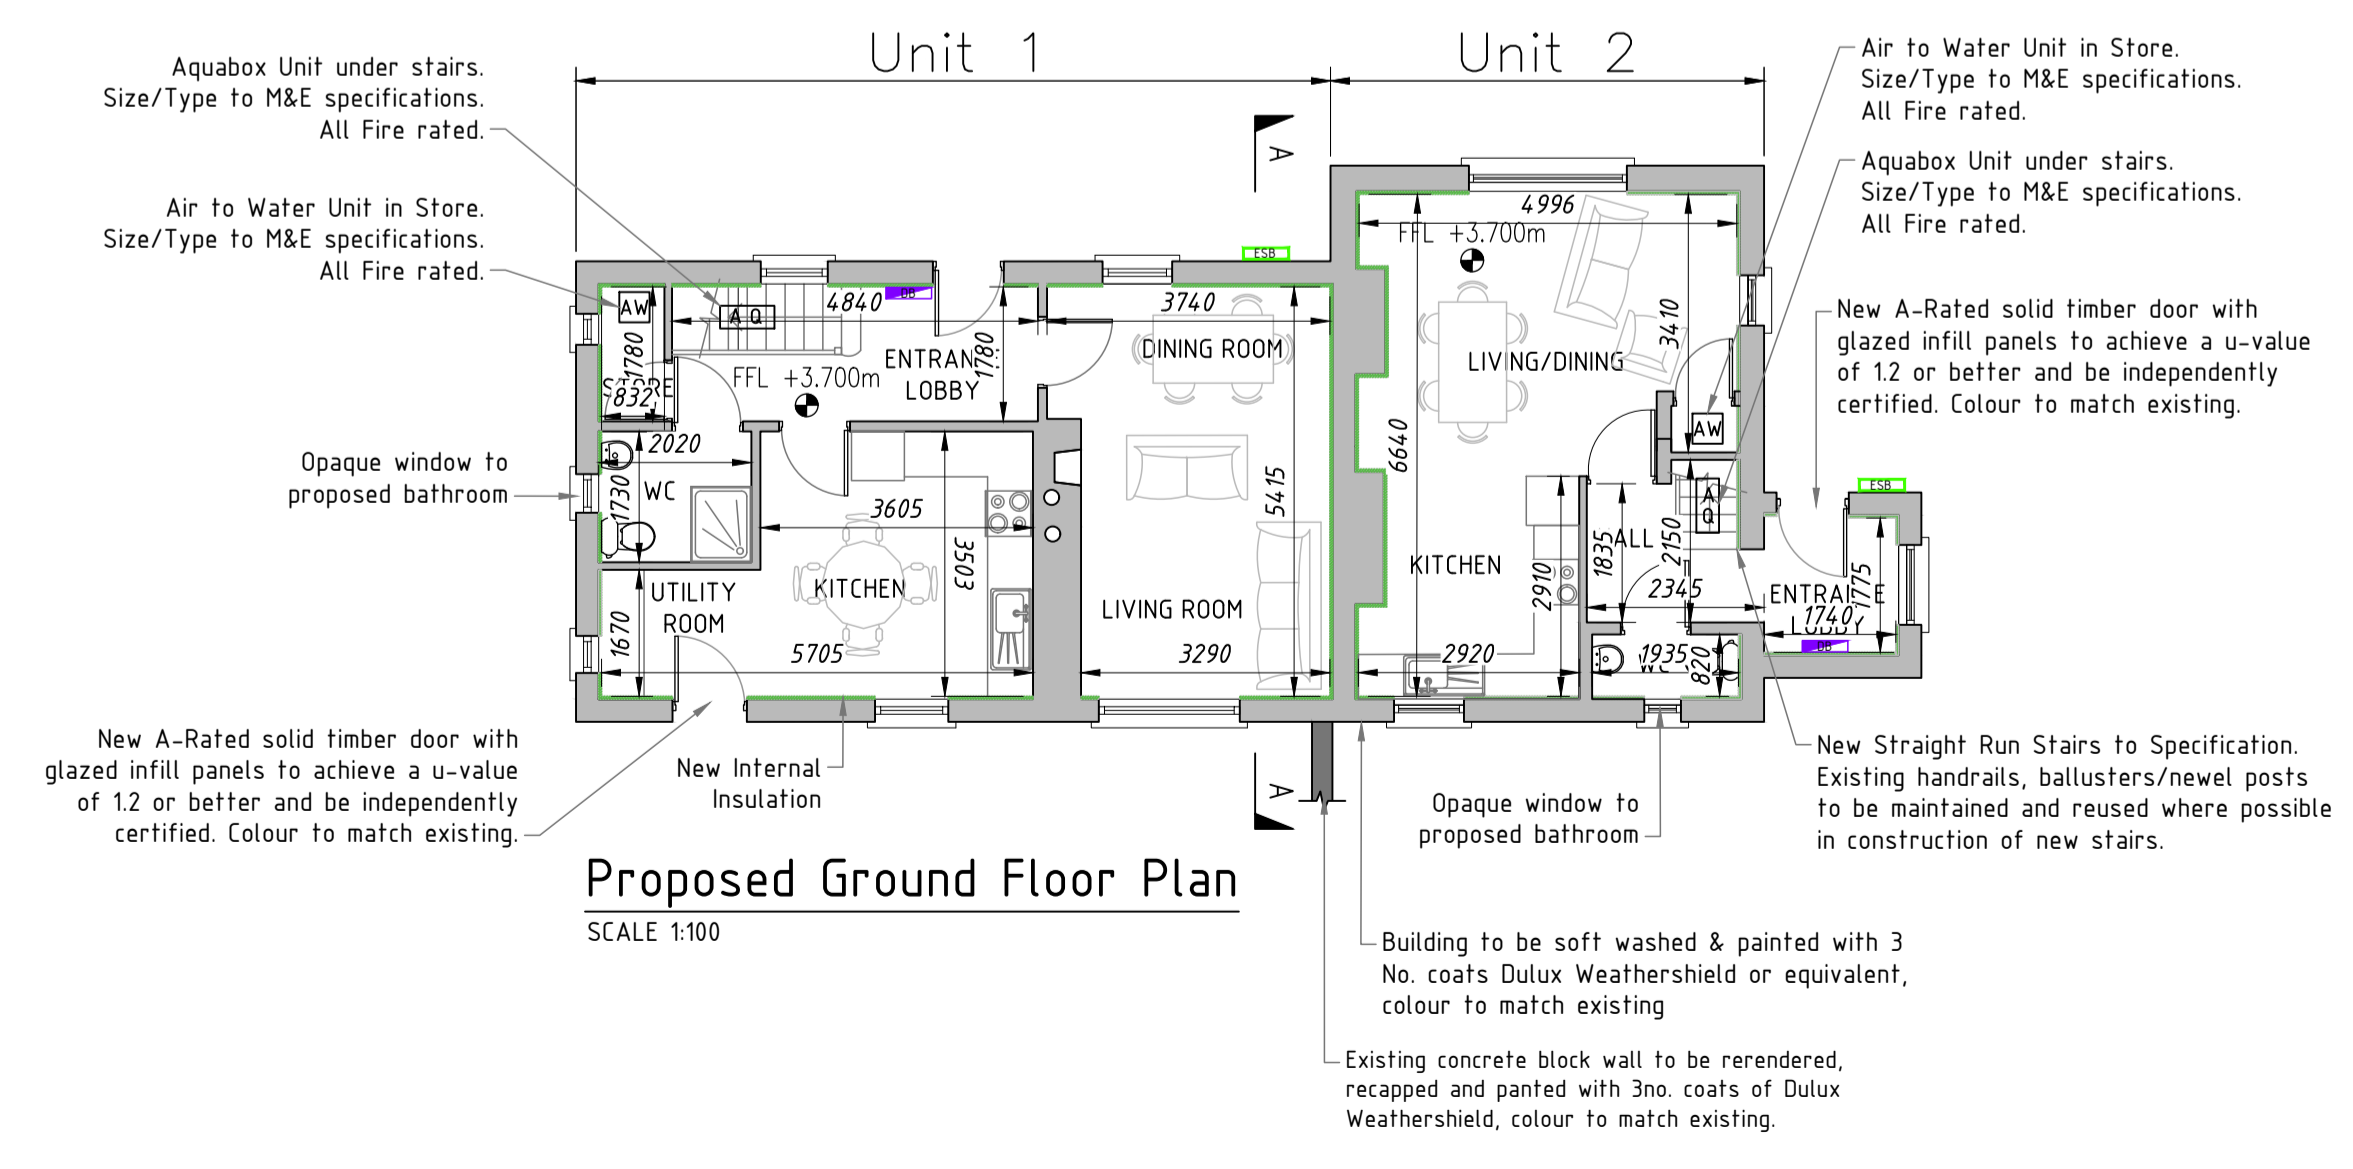 Unit 1
Unit 2
Aquabox Unit under stairs.
Size/Type to M&E specifications.
All Fire rated.
Air to Water Unit in Store.
Size/Type to M&E specifications.
All Fire rated.
Opaque window to
proposed bathroom
New A-Rated solid timber door with
glazed infill panels to achieve a u-value
of 1.2 or better and be independently
certified. Colour to match existing.
New Internal
Insulation
A
A
ESB
DB
AW
AQ
4840
3740
1780
1780
832
FFL +3.700m
ENTRAN
LOBBY
DINING ROOM
2020
WC
1730
3605
3503
5415
KITCHEN
UTILITY
ROOM
LIVING ROOM
1670
5705
3290
4996
FFL +3.700m
3410
LIVING/DINING
6640
AW
A
Q
ALL
1835
2150
KITCHEN
2910
2345
2920
1935
820
ESB
ENTRA
1775
1740
DB
Air to Water Unit in Store.
Size/Type to M&E specifications.
All Fire rated.
Aquabox Unit under stairs.
Size/Type to M&E specifications.
All Fire rated.
New A-Rated solid timber door with
glazed infill panels to achieve a u-value
of 1.2 or better and be independently
certified. Colour to match existing.
New Straight Run Stairs to Specification.
Existing handrails, ballusters/newel posts
to be maintained and reused where possible
in construction of new stairs.
Opaque window to
proposed bathroom
Proposed Ground Floor Plan
SCALE 1:100
Building to be soft washed & painted with 3
No. coats Dulux Weathershield or equivalent,
colour to match existing
Existing concrete block wall to be rerendered,
recapped and panted with 3no. coats of Dulux
Weathershield, colour to match existing.